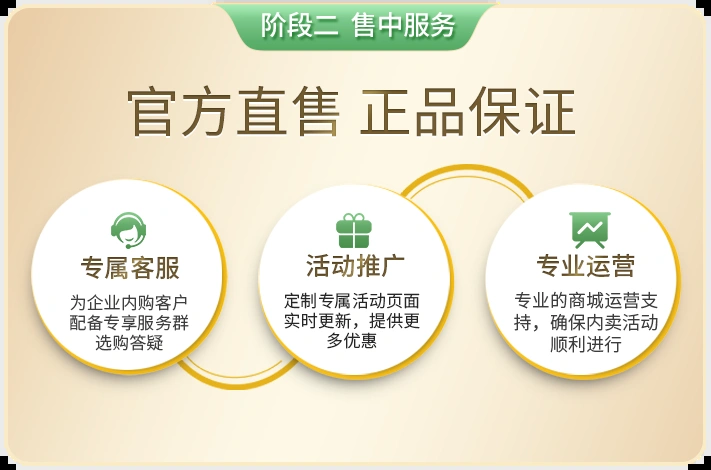 阶段二 售中服务
官方直售 正品保证
专属客服
为企业内购客户
配备专享服务群
选购答疑
活动推广
定制专属活动页面
实时更新，提供更
多优惠
专业运营
专业的商城运营支
持，确保内卖活动
顺利进行